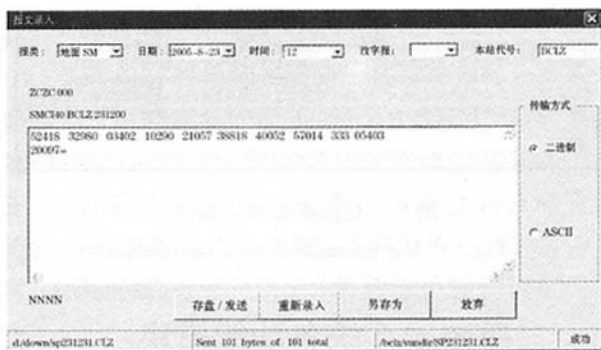 报文录入
报类： 地面 SM 日期： 2005-8-23 时间： 12 改字报： 本站代号： BCLZ
ZCZC 000
SMCI40 BCLZ 231200
传输方式
52418 32980 03402 10290 21057 38818 40052 57014 333 05403
20097=
二进制
ASCII
NNNN
存盘/发送 重新录入 另存为 放弃
d:/down/sp231231.CLZ Sent 101 bytes of 101 total /bclz/sundir/SP231231.CLZ 成功